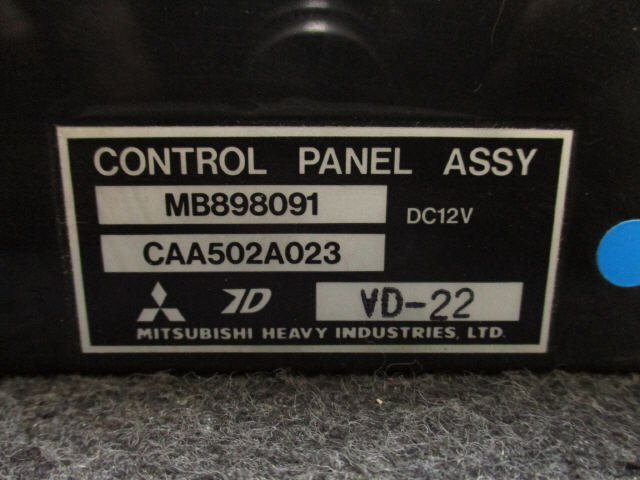 CONTROL PANEL ASSY
MB898091 DC12V
CAA502A023
VD-22
MITSUBISHI HEAVY INDUSTRIES, LTD.